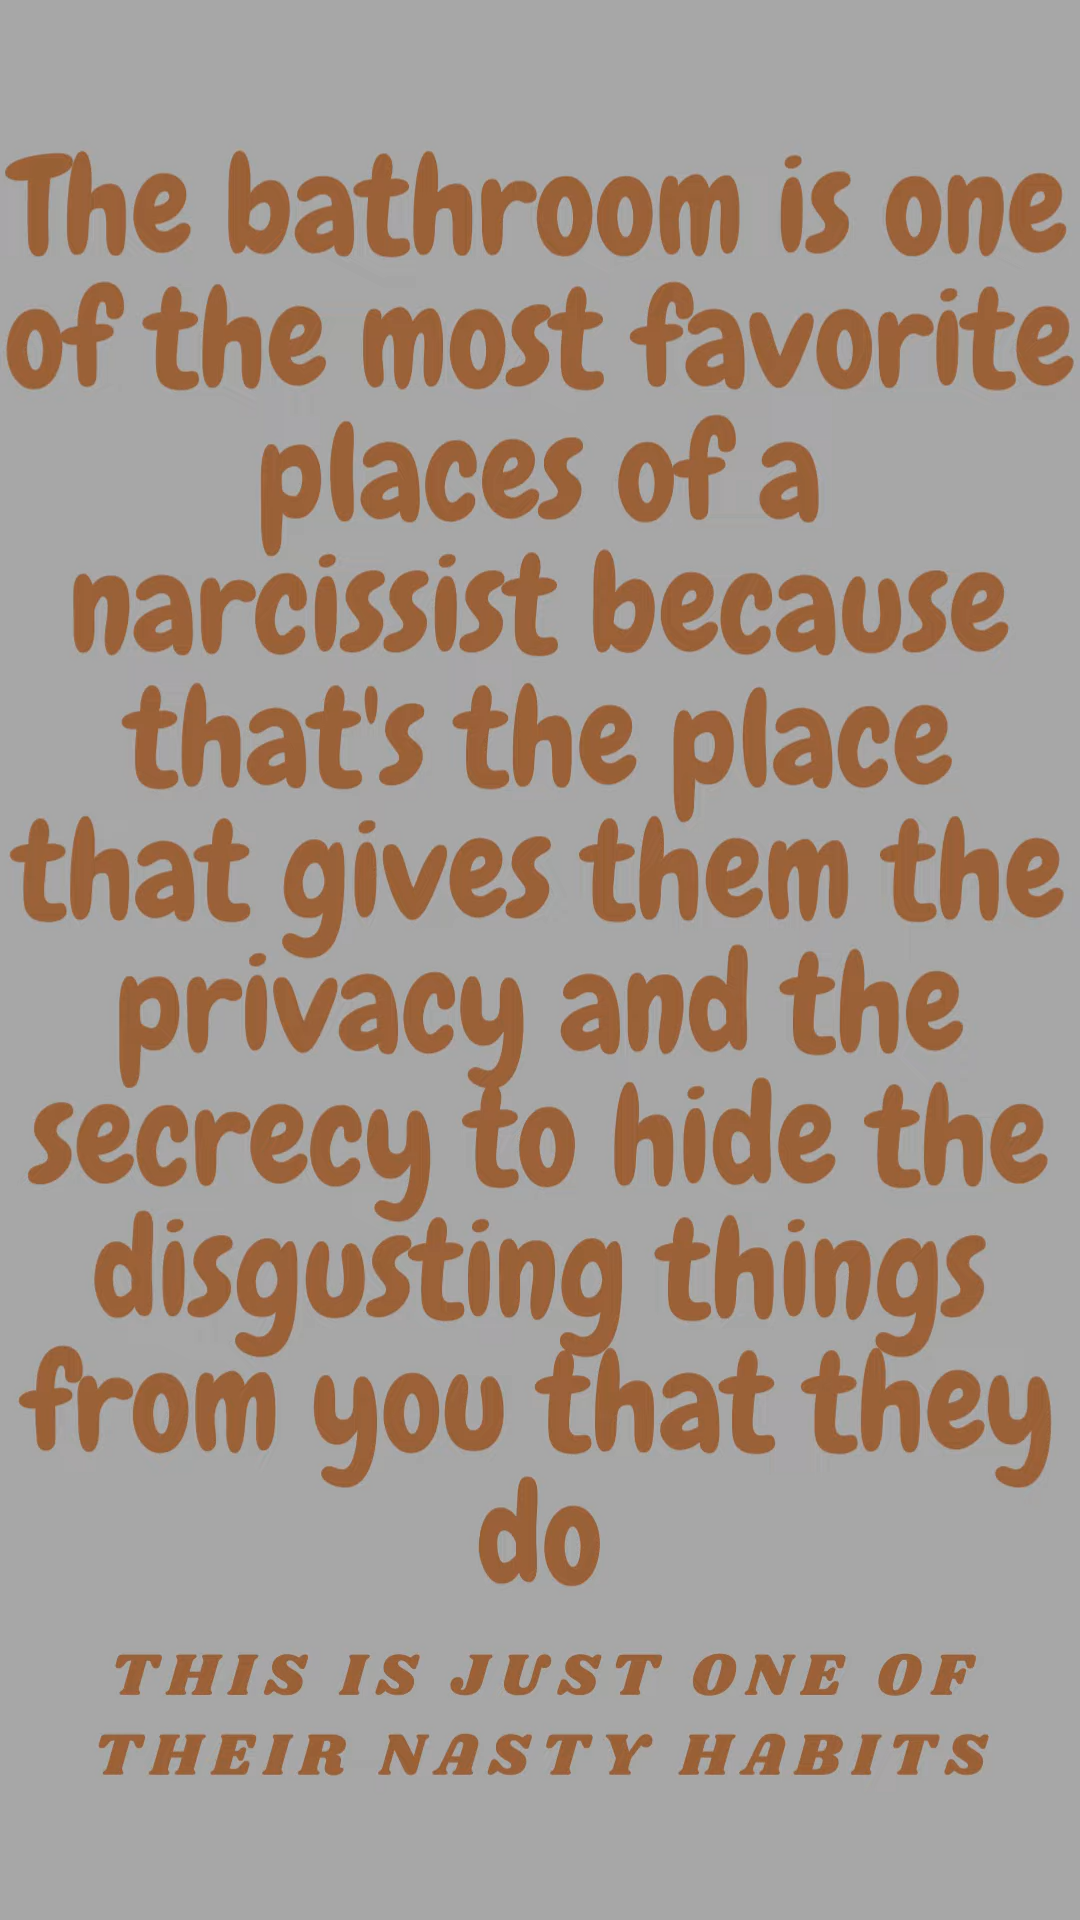 The bathroom is one
of the most favorite
places of a
narcissist because
that's the place
that gives them the
privacy and the
secrecy to hide the
disgusting things
from you that they
do
THIS IS JUST ONE OF
THEIR NASTY HABITS